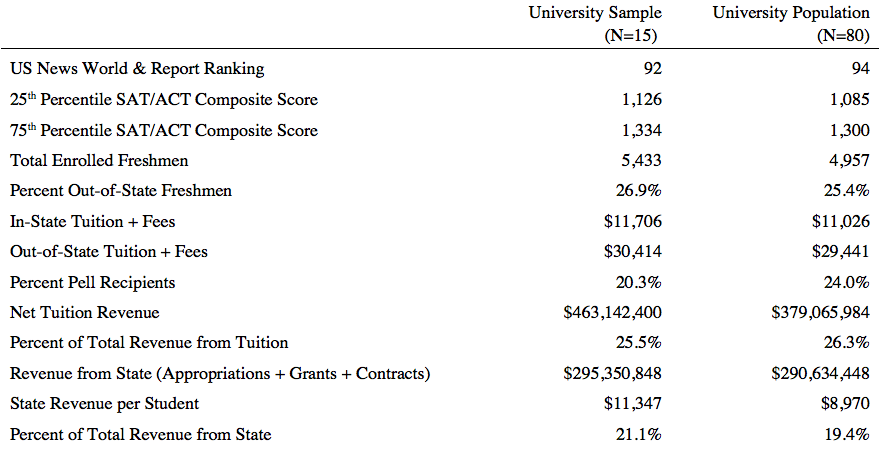 University Sample University Population
(N=15) (N=80)
US News World & Report Ranking 92 94
25th Percentile SAT/ACT Composite Score 1,126 1,085
75th Percentile SAT/ACT Composite Score 1,334 1,300
Total Enrolled Freshmen 5,433 4,957
Percent Out-of-State Freshmen 26.9% 25.4%
In-State Tuition + Fees $11,706 $11,026
Out-of-State Tuition + Fees $30,414 $29,441
Percent Pell Recipients 20.3% 24.0%
Net Tuition Revenue $463,142,400 $379,065,984
Percent of Total Revenue from Tuition 25.5% 26.3%
Revenue from State (Appropriations + Grants + Contracts) $295,350,848 $290,634,448
State Revenue per Student $11,347 $8,970
Percent of Total Revenue from State 21.1% 19.4%